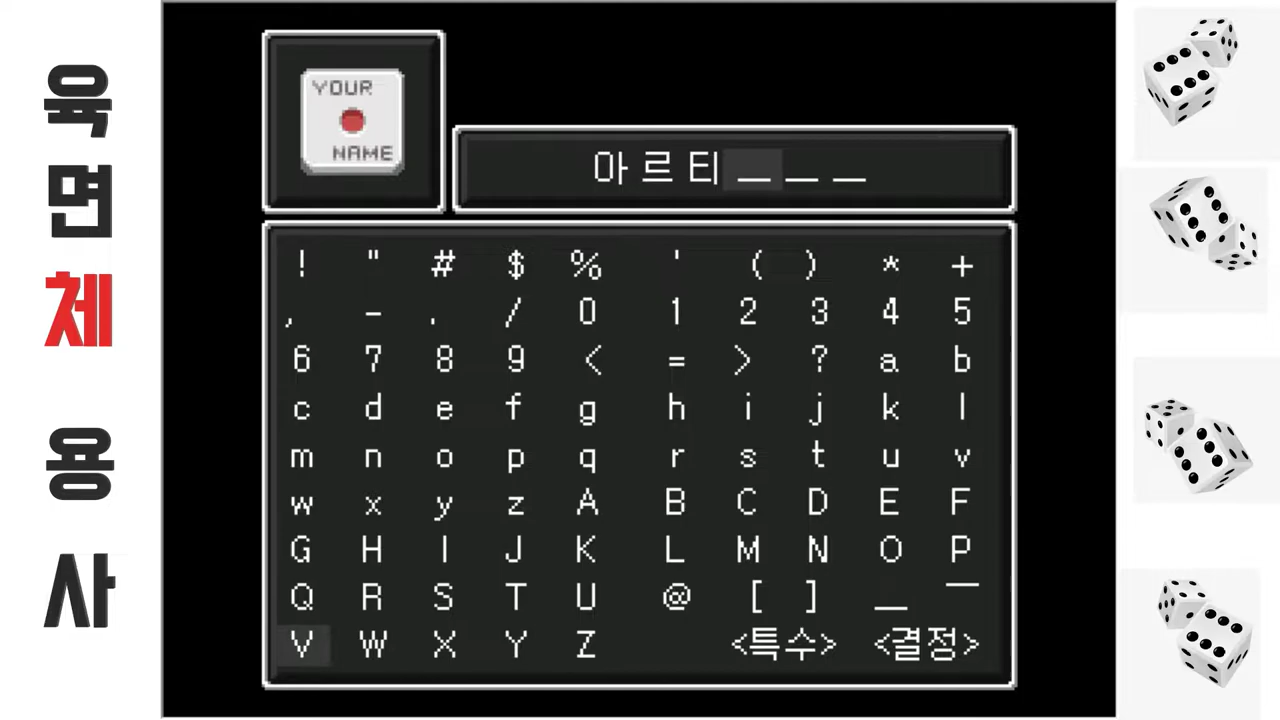 육면체 용사
YOUR
NAME
아르티 _ _ _
! " # $ % ' ( ) * +
, - . / 0 1 2 3 4 5
6 7 8 9 < = > ? a b
c d e f g h i j k l
m n o p q r s t u v
w x y z A B C D E F
G H I J K L M N O P
Q R S T U @ [ ] _ ‾
V W X Y Z <특수> <결정>